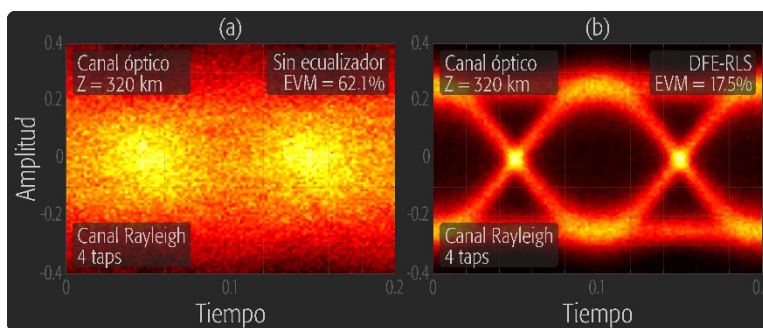 (a)
Canal óptico
Z = 320 km
Sin ecualizador
EVM = 62.1%
Canal Rayleigh
4 taps
Amplitud
0.4
0.2
0
-0.2
-0.4
0
0.1
0.2
Tiempo
(b)
Canal óptico
Z = 320 km
DFE-RLS
EVM = 17.5%
Canal Rayleigh
4 taps
0.4
0.2
0
-0.2
-0.4
0
0.1
0.2
Tiempo